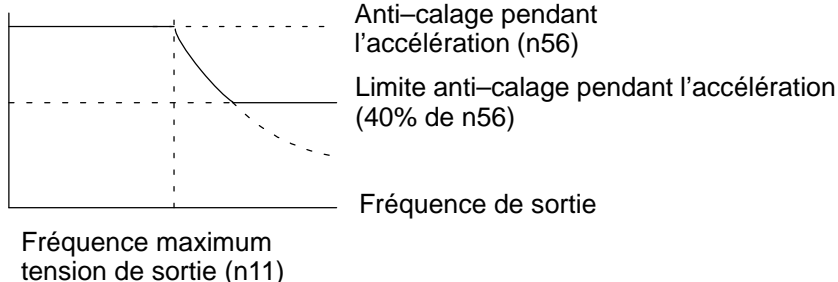 Anti–calage pendant
l'accélération (n56)
Limite anti–calage pendant l'accélération
(40% de n56)
Fréquence de sortie
Fréquence maximum
tension de sortie (n11)